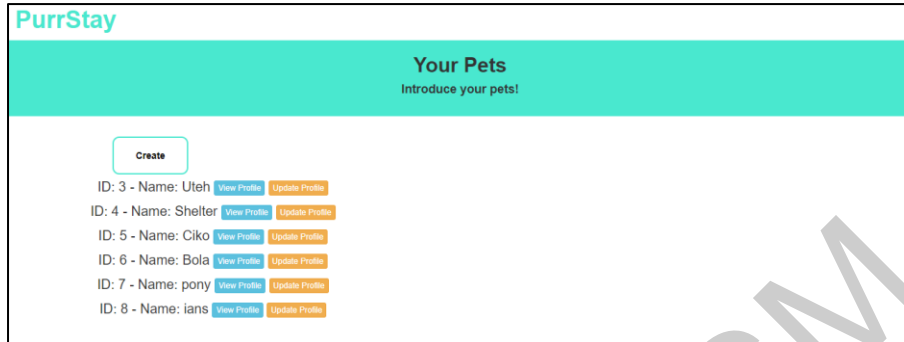 PurrStay
Your Pets
Introduce your pets!
Create
ID: 3 - Name: Uteh View Profile Update Profile
ID: 4 - Name: Shelter View Profile Update Profile
ID: 5 - Name: Ciko View Profile Update Profile
ID: 6 - Name: Bola View Profile Update Profile
ID: 7 - Name: pony View Profile Update Profile
ID: 8 - Name: ians View Profile Update Profile